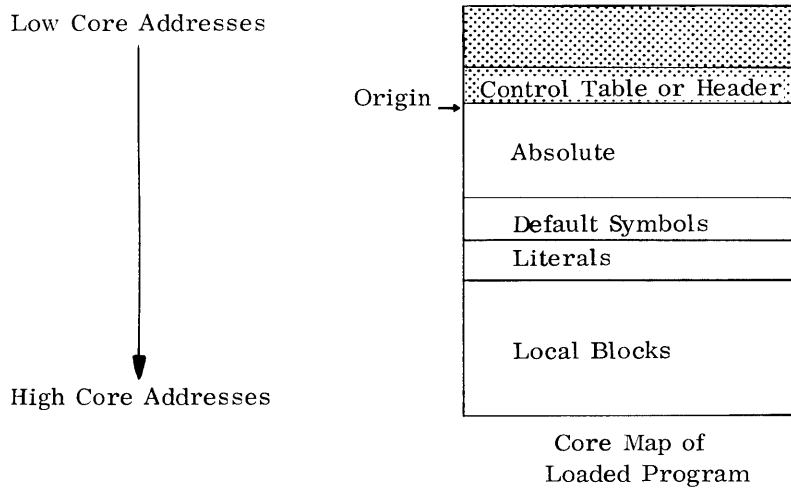 Low Core Addresses
Control Table or Header
Origin
Absolute
Default Symbols
Literals
Local Blocks
High Core Addresses
Core Map of
Loaded Program